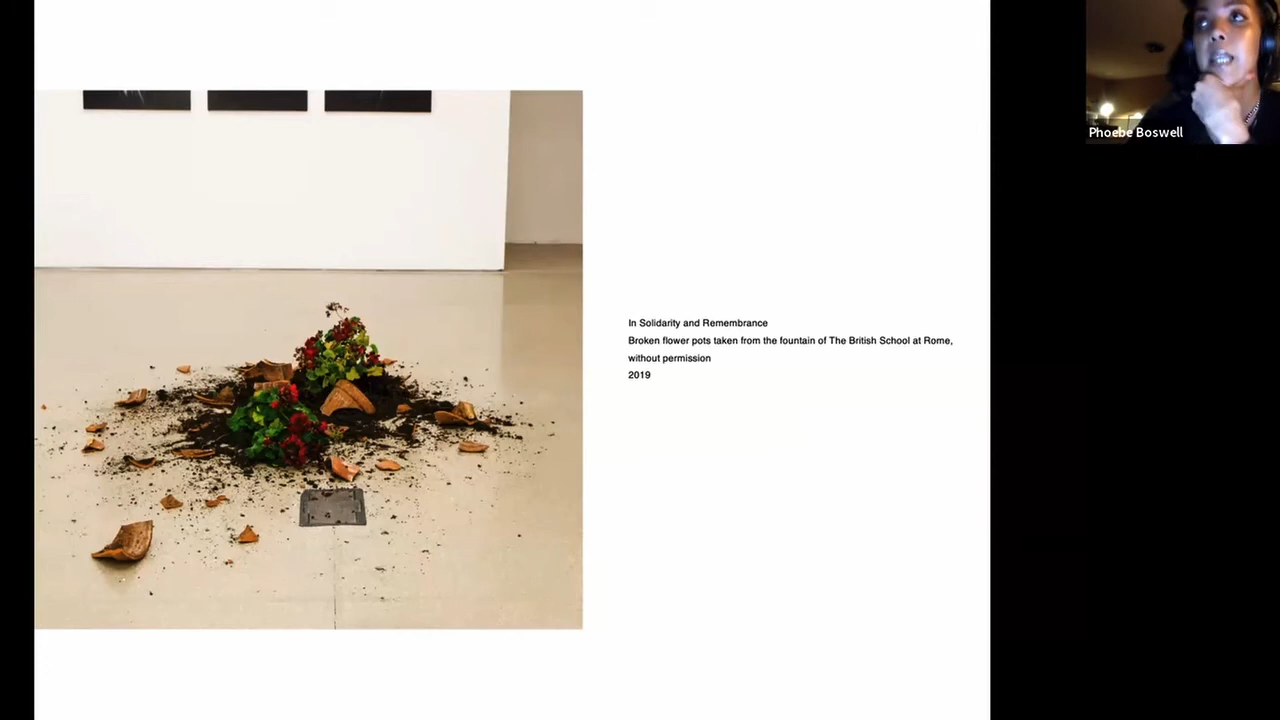 In Solidarity and Remembrance
Broken flower pots taken from the fountain of The British School at Rome,
without permission
2019
Phoebe Boswell